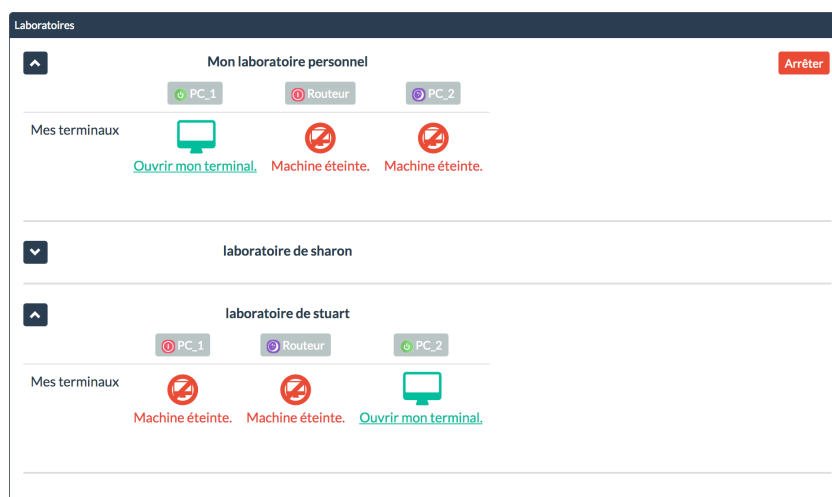 Laboratoires
Mon laboratoire personnel
Arrêter
PC_1 Routeur PC_2
Mes terminaux
Ouvrir mon terminal. Machine éteinte. Machine éteinte.
laboratoire de sharon
laboratoire de stuart
PC_1 Routeur PC_2
Mes terminaux
Machine éteinte. Machine éteinte. Ouvrir mon terminal.